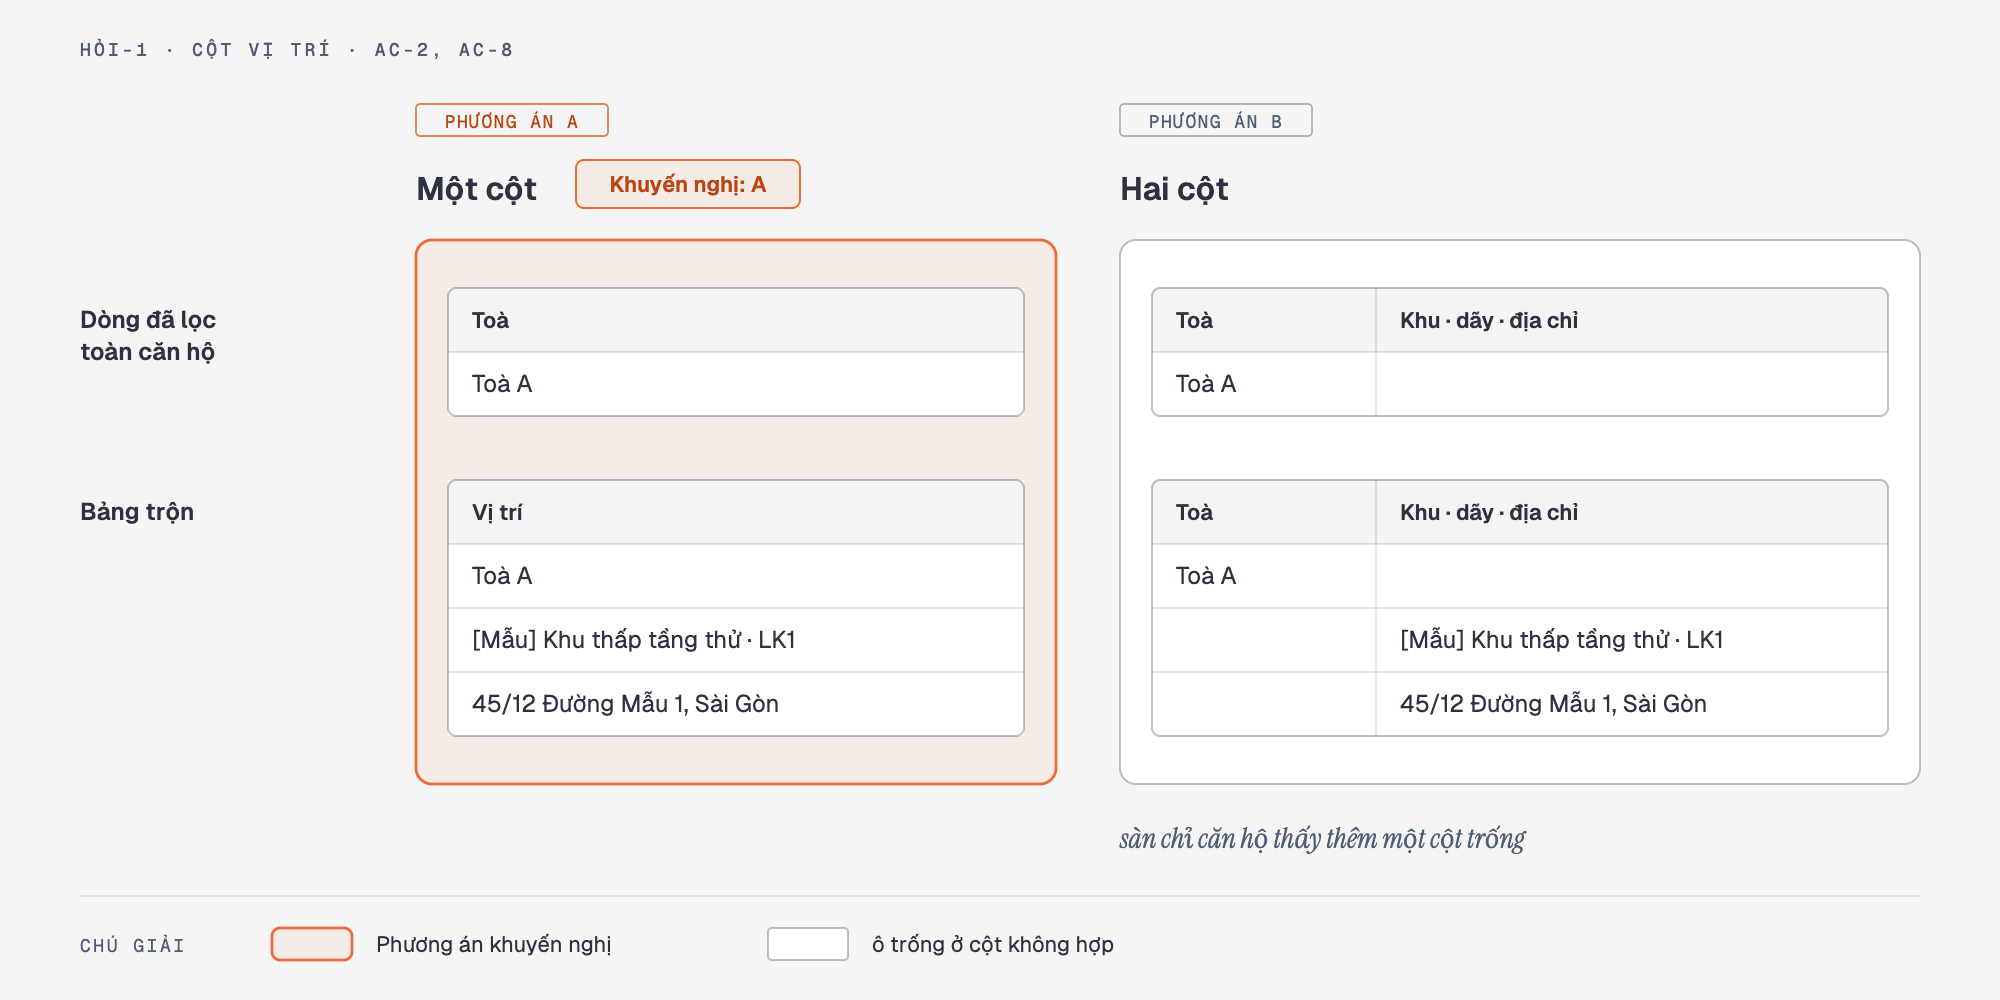 HỎI-1 · CỘT VỊ TRÍ · AC-2, AC-8
PHƯƠNG ÁN A
Một cột
Khuyến nghị: A
PHƯƠNG ÁN B
Hai cột
Dòng đã lọc
toàn căn hộ
Toà
Toà A
Toà
Khu · dãy · địa chỉ
Toà A
Bảng trộn
Vị trí
Toà A
[Mẫu] Khu thấp tầng thử · LK1
45/12 Đường Mẫu 1, Sài Gòn
Toà
Khu · dãy · địa chỉ
Toà A
[Mẫu] Khu thấp tầng thử · LK1
45/12 Đường Mẫu 1, Sài Gòn
sàn chỉ căn hộ thấy thêm một cột trống
CHÚ GIẢI
Phương án khuyến nghị
ô trống ở cột không hợp